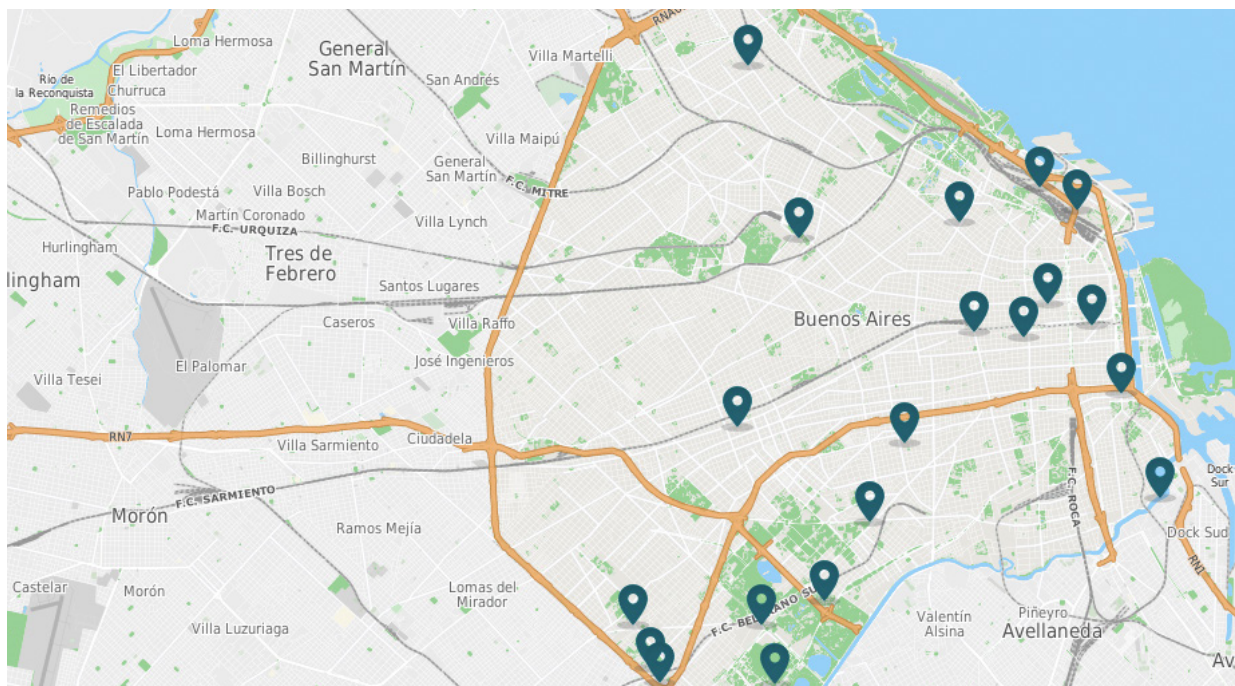 RNA
Loma Hermosa
General
San Martín
Villa Martelli
El Libertador
Churruca
San Andrés
Río de
la Reconquista
Remedios
de Escalada
de San Martín
Loma Hermosa
Villa Maipú
Billinghurst
General
San Martín
F.C. MITRE
Pablo Podestá
Villa Bosch
Martín Coronado
F.C. URQUIZA
Villa Lynch
Hurlingham
Tres de
Febrero
lingham
Santos Lugares
Caseros
Villa Raffo
Buenos Aires
José Ingenieros
El Palomar
Villa Tesei
RN7
Villa Sarmiento
Ciudadela
Dock
Sur
F.C. SARMIENTO
F.C. ROCA
Morón
Ramos Mejía
Dock Sud
RN1
Castelar
Morón
Lomas del
Mirador
F.C. BELGRANO SU
Valentín
Alsina
Piñeyro
Avellaneda
Villa Luzuriaga
Av